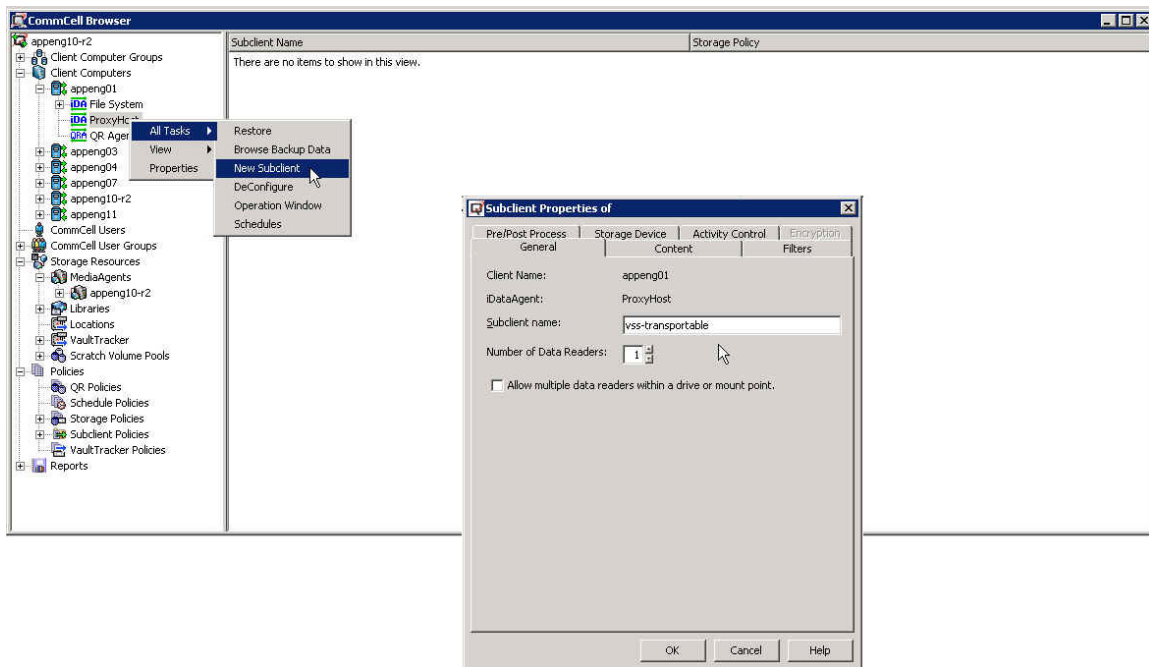 CommCell Browser
appeng10-r2
Client Computer Groups
Client Computers
appeng01
iDA File System
iDA ProxyHo
QRA QR Agen
appeng03
appeng04
appeng07
appeng10-r2
appeng11
CommCell Users
CommCell User Groups
Storage Resources
MediaAgents
appeng10-r2
Libraries
Locations
VaultTracker
Scratch Volume Pools
Policies
QR Policies
Schedule Policies
Storage Policies
Subclient Policies
VaultTracker Policies
Reports
Subclient Name Storage Policy
There are no items to show in this view.
All Tasks
View
Properties
Restore
Browse Backup Data
New Subclient
DeConfigure
Operation Window
Schedules
Subclient Properties of
Pre/Post Process Storage Device Activity Control Encryption
General Content Filters
Client Name: appeng01
iDataAgent: ProxyHost
Subclient name: vss-transportable
Number of Data Readers: 1
Allow multiple data readers within a drive or mount point.
OK Cancel Help